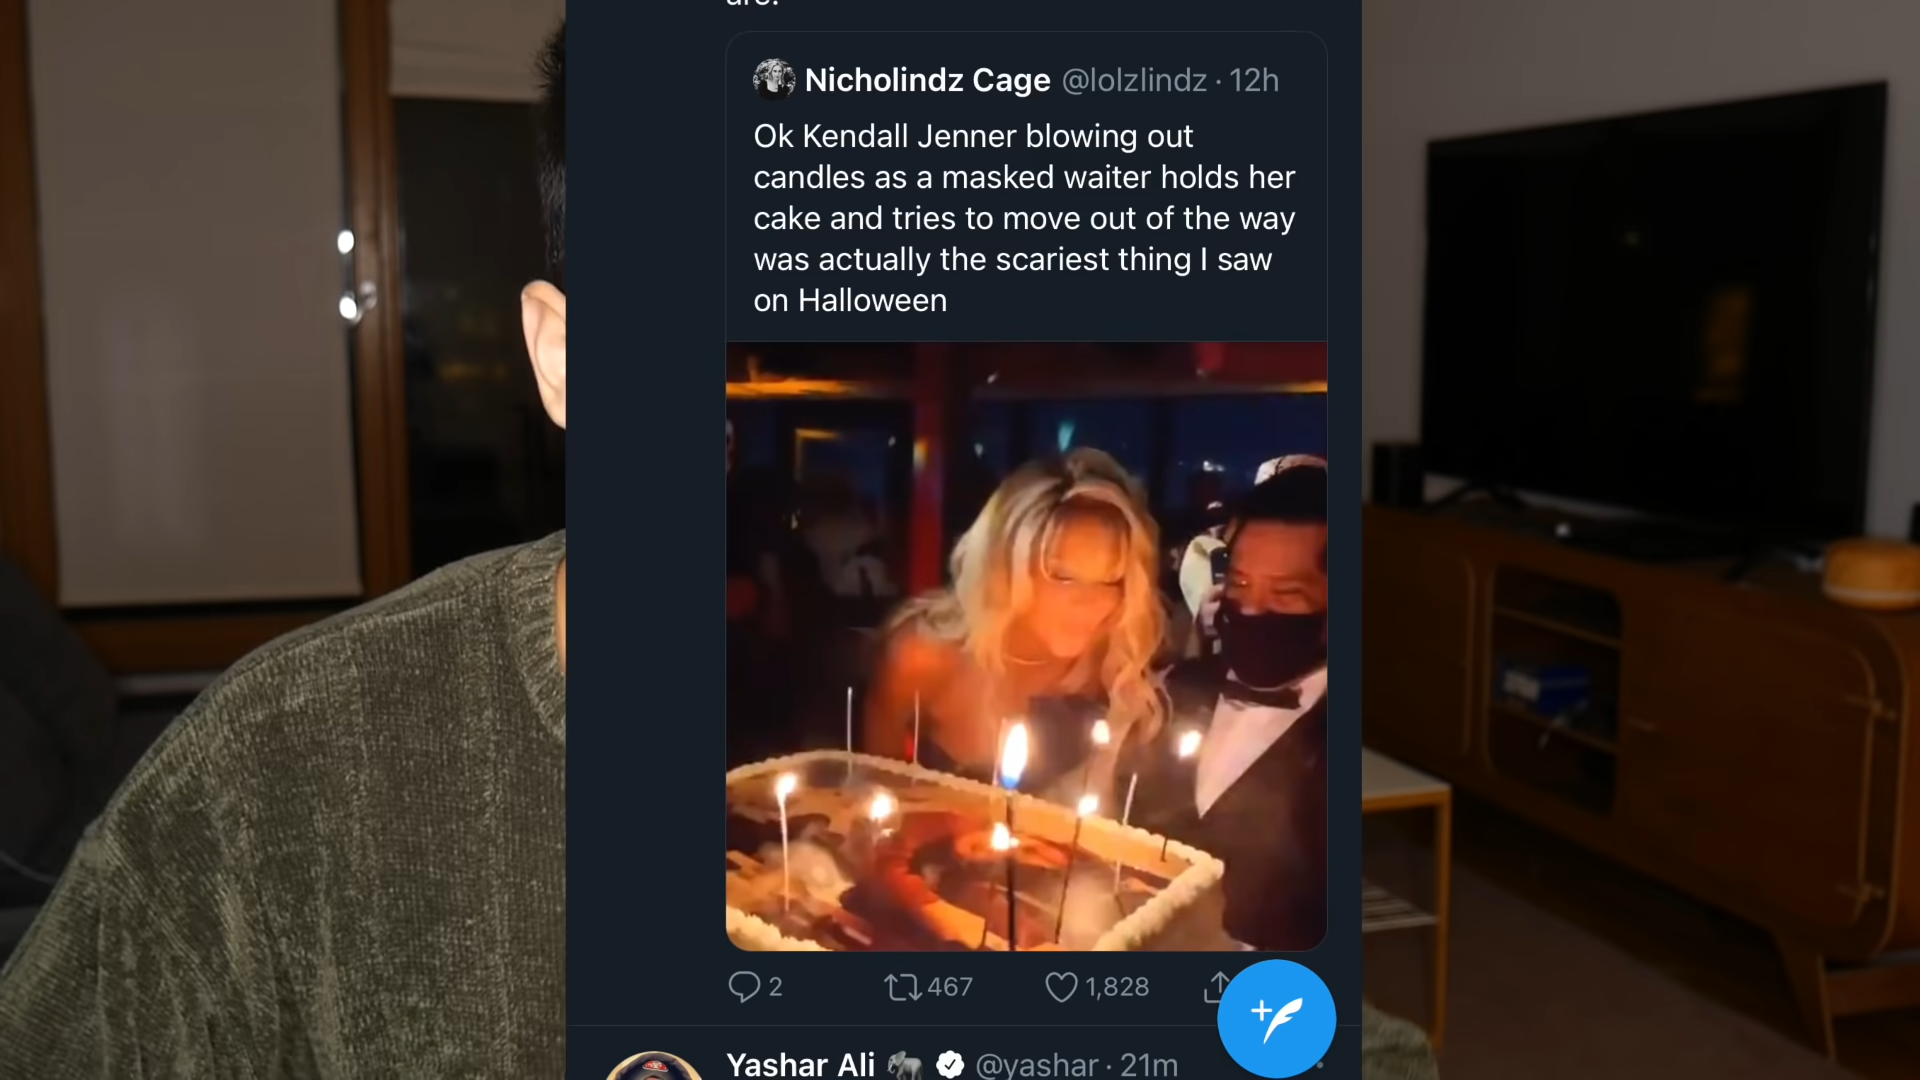 are?
Nicholindz Cage @lolzlindz · 12h
Ok Kendall Jenner blowing out
candles as a masked waiter holds her
cake and tries to move out of the way
was actually the scariest thing I saw
on Halloween
2 467 1,828
Yashar Ali 🐘 @yashar · 21m